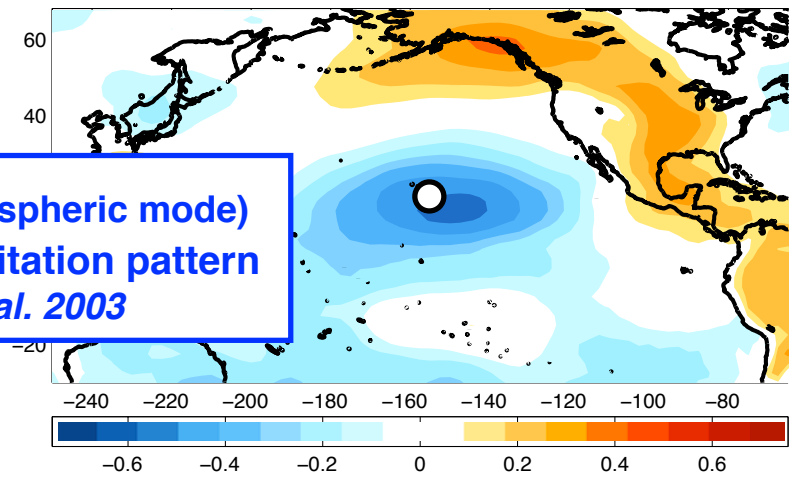 60
40
spheric mode)
itation pattern
al. 2003
−20
−240 −220 −200 −180 −160 −140 −120 −100 −80
−0.6 −0.4 −0.2 0 0.2 0.4 0.6